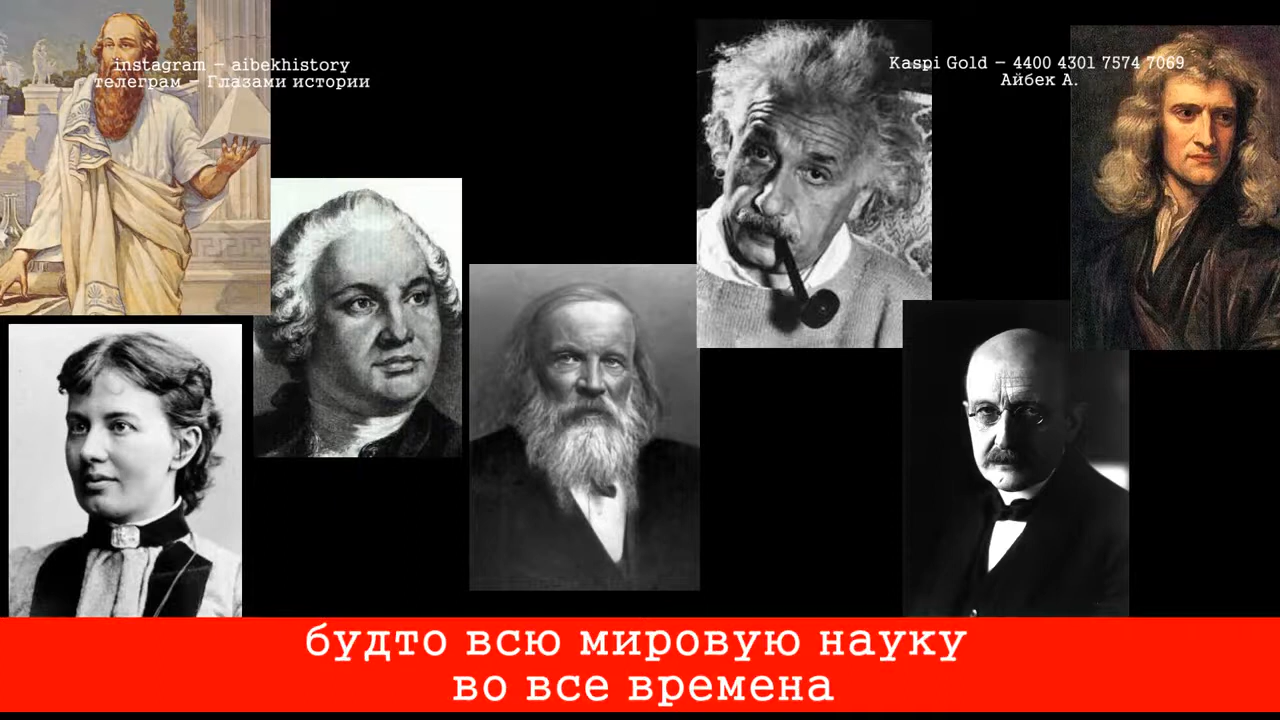 instagram – aibekhistory
телеграм – Глазами истории
Kaspi Gold – 4400 4301 7574 7069
Айбек А.
будто всю мировую науку
во все времена